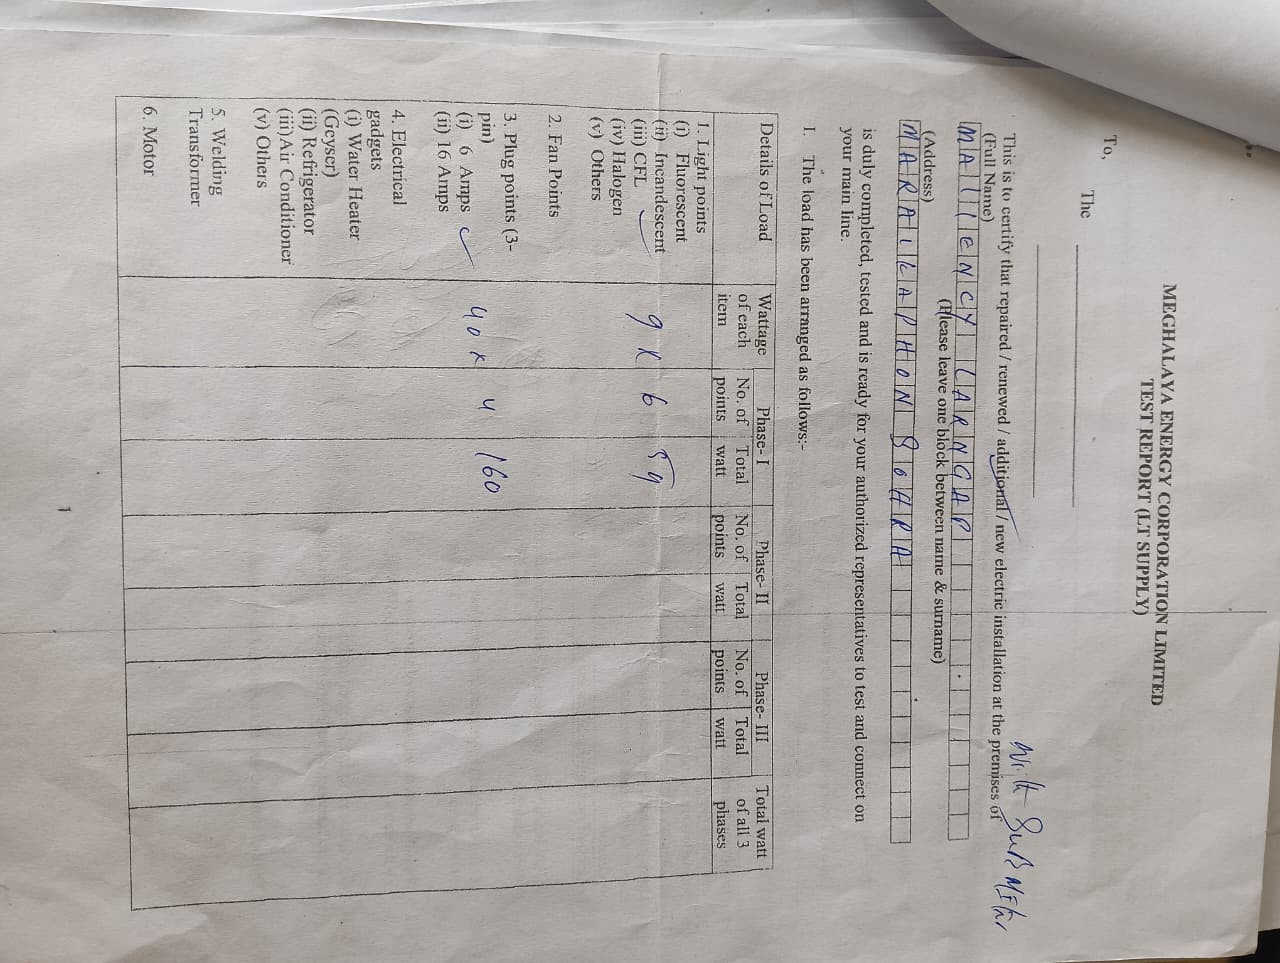 MEGHALAYA ENERGY CORPORATION LIMITED
TEST REPORT (LT SUPPLY)
To,
The
With Sub Mitr
This is to certify that repaired / renewed / additional / new electric installation at the premises of
(Full Name)
LARNGAP
(Please leave one block between name & surname)
(Address)
MARAIKAPHON SOHRA
is duly completed, tested and is ready for your authorized representatives to test and connect on
your main line.
I. The load has been arranged as follows:-
Details of Load Wattage of each item Phase- I Phase- II Phase- III Total watt of all 3 phases
No. of points Total watt No. of points Total watt No. of points Total watt
1. Light points
(i) Fluorescent
(ii) Incandescent
(iii) CFL ✓ 9 x 6 59
(iv) Halogen
(v) Others
2. Fan Points
3. Plug points (3-
pin)
(i) 6 Amps ✓ 40 x 4 160
(ii) 16 Amps
4. Electrical
gadgets
(i) Water Heater
(Geyser)
(ii) Refrigerator
(iii)Air Conditioner
(v) Others
5. Welding
Transformer
6. Motor
1